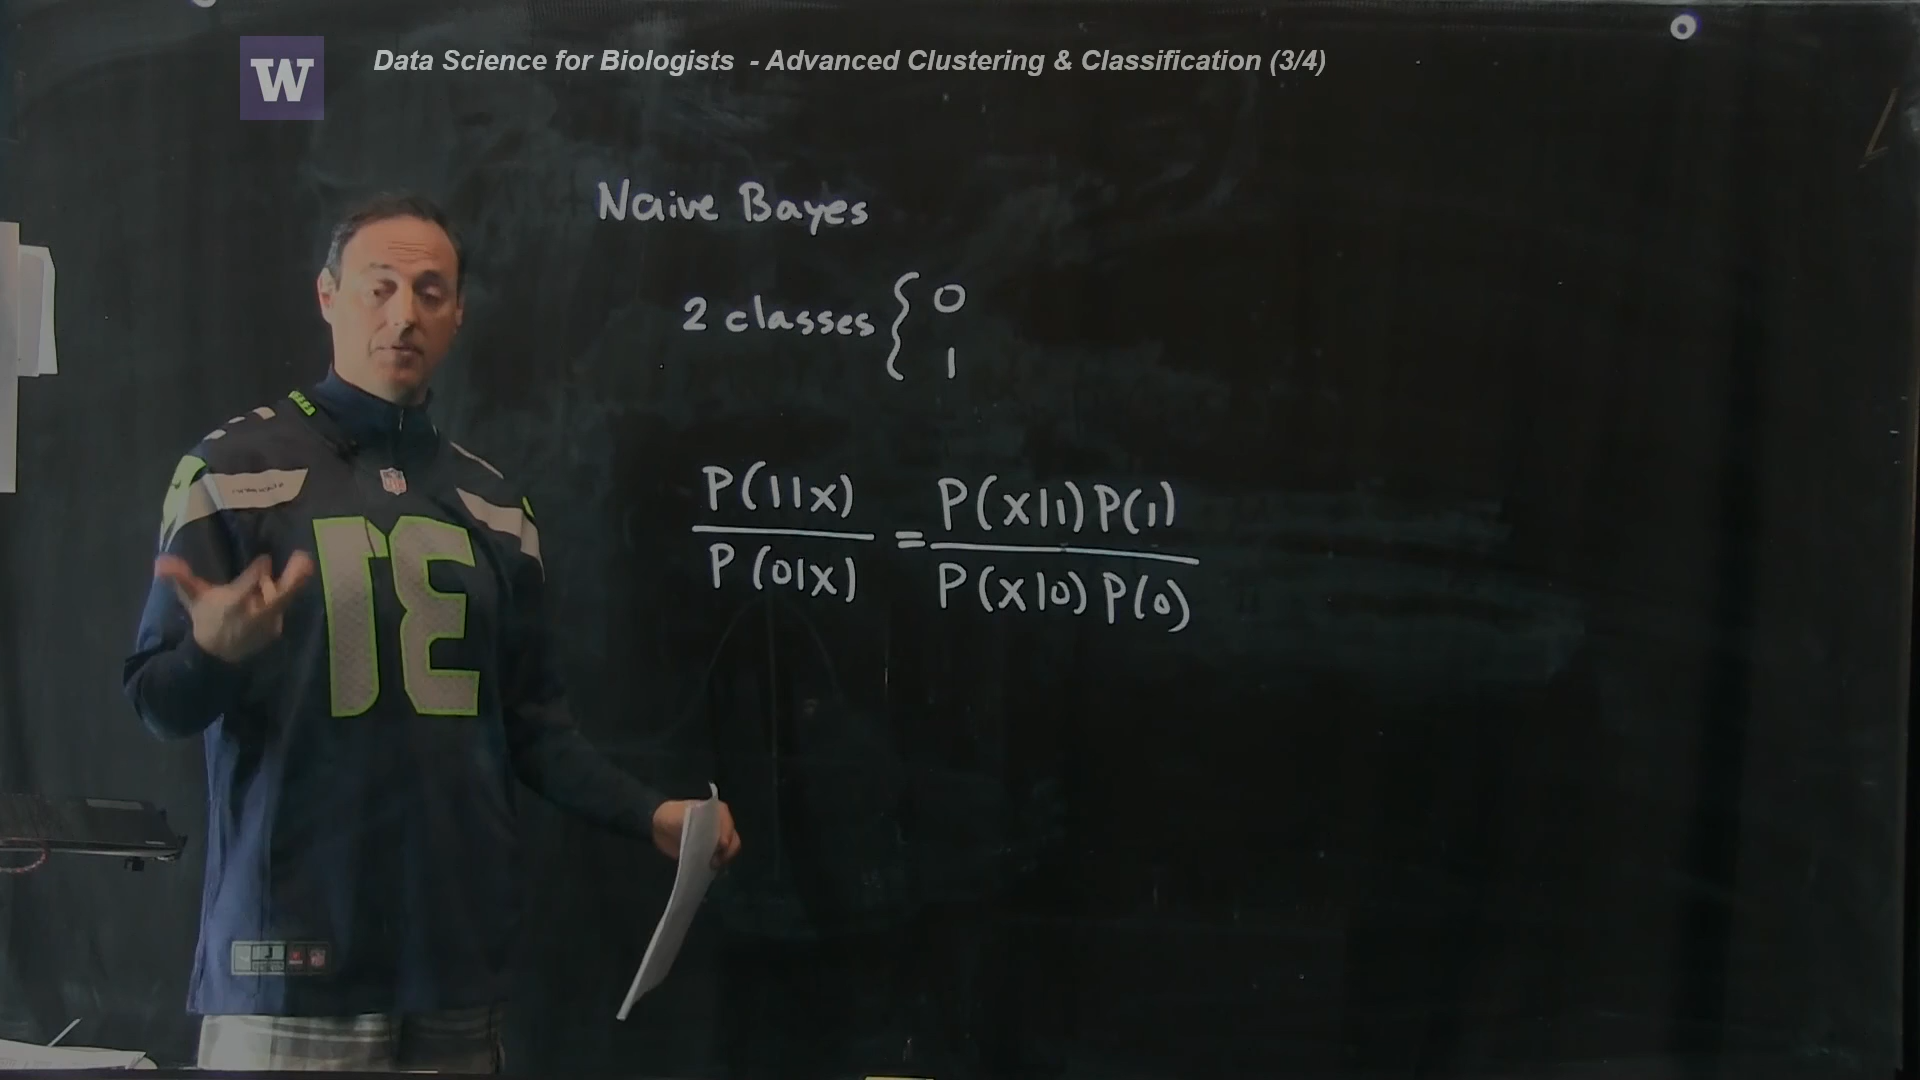 W Data Science for Biologists - Advanced Clustering & Classification (3/4)
Naive Bayes
2 classes { 0
1
P(1|x) / P(0|x) = P(x|1) P(1) / P(x|0) P(0)
31